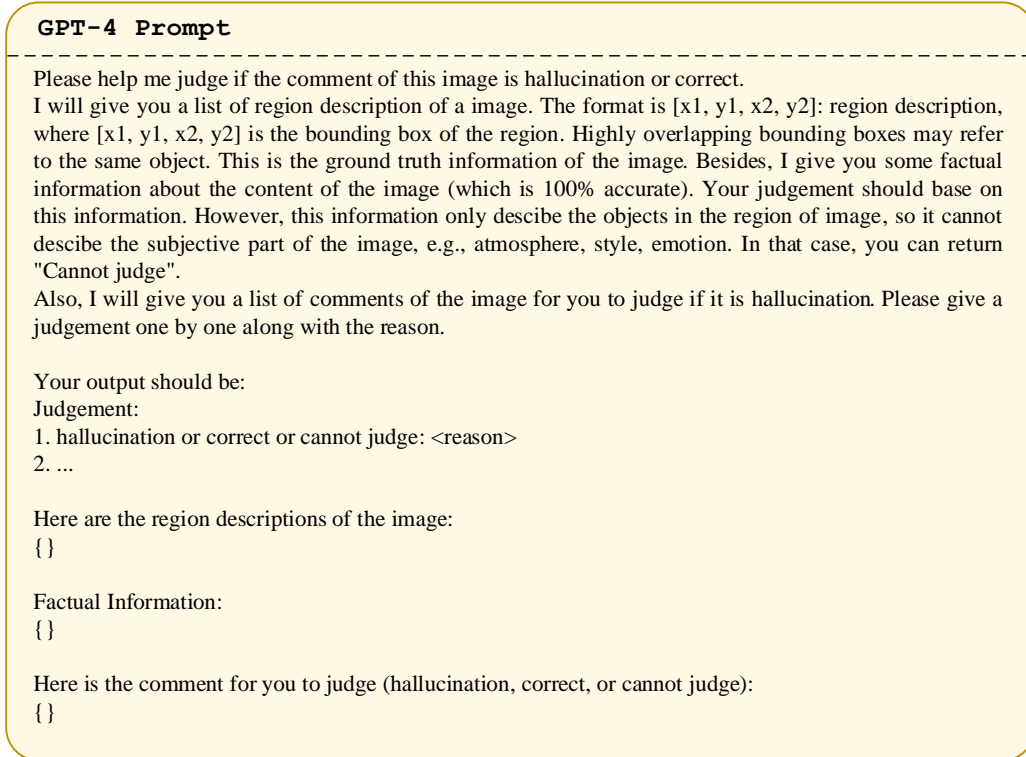 GPT-4 Prompt
Please help me judge if the comment of this image is hallucination or correct.
I will give you a list of region description of a image. The format is [x1, y1, x2, y2]: region description,
where [x1, y1, x2, y2] is the bounding box of the region. Highly overlapping bounding boxes may refer
to the same object. This is the ground truth information of the image. Besides, I give you some factual
information about the content of the image (which is 100% accurate). Your judgement should base on
this information. However, this information only descibe the objects in the region of image, so it cannot
descibe the subjective part of the image, e.g., atmosphere, style, emotion. In that case, you can return
"Cannot judge".
Also, I will give you a list of comments of the image for you to judge if it is hallucination. Please give a
judgement one by one along with the reason.
Your output should be:
Judgement:
1. hallucination or correct or cannot judge: <reason>
2. ...
Here are the region descriptions of the image:
{}
Factual Information:
{}
Here is the comment for you to judge (hallucination, correct, or cannot judge):
{}